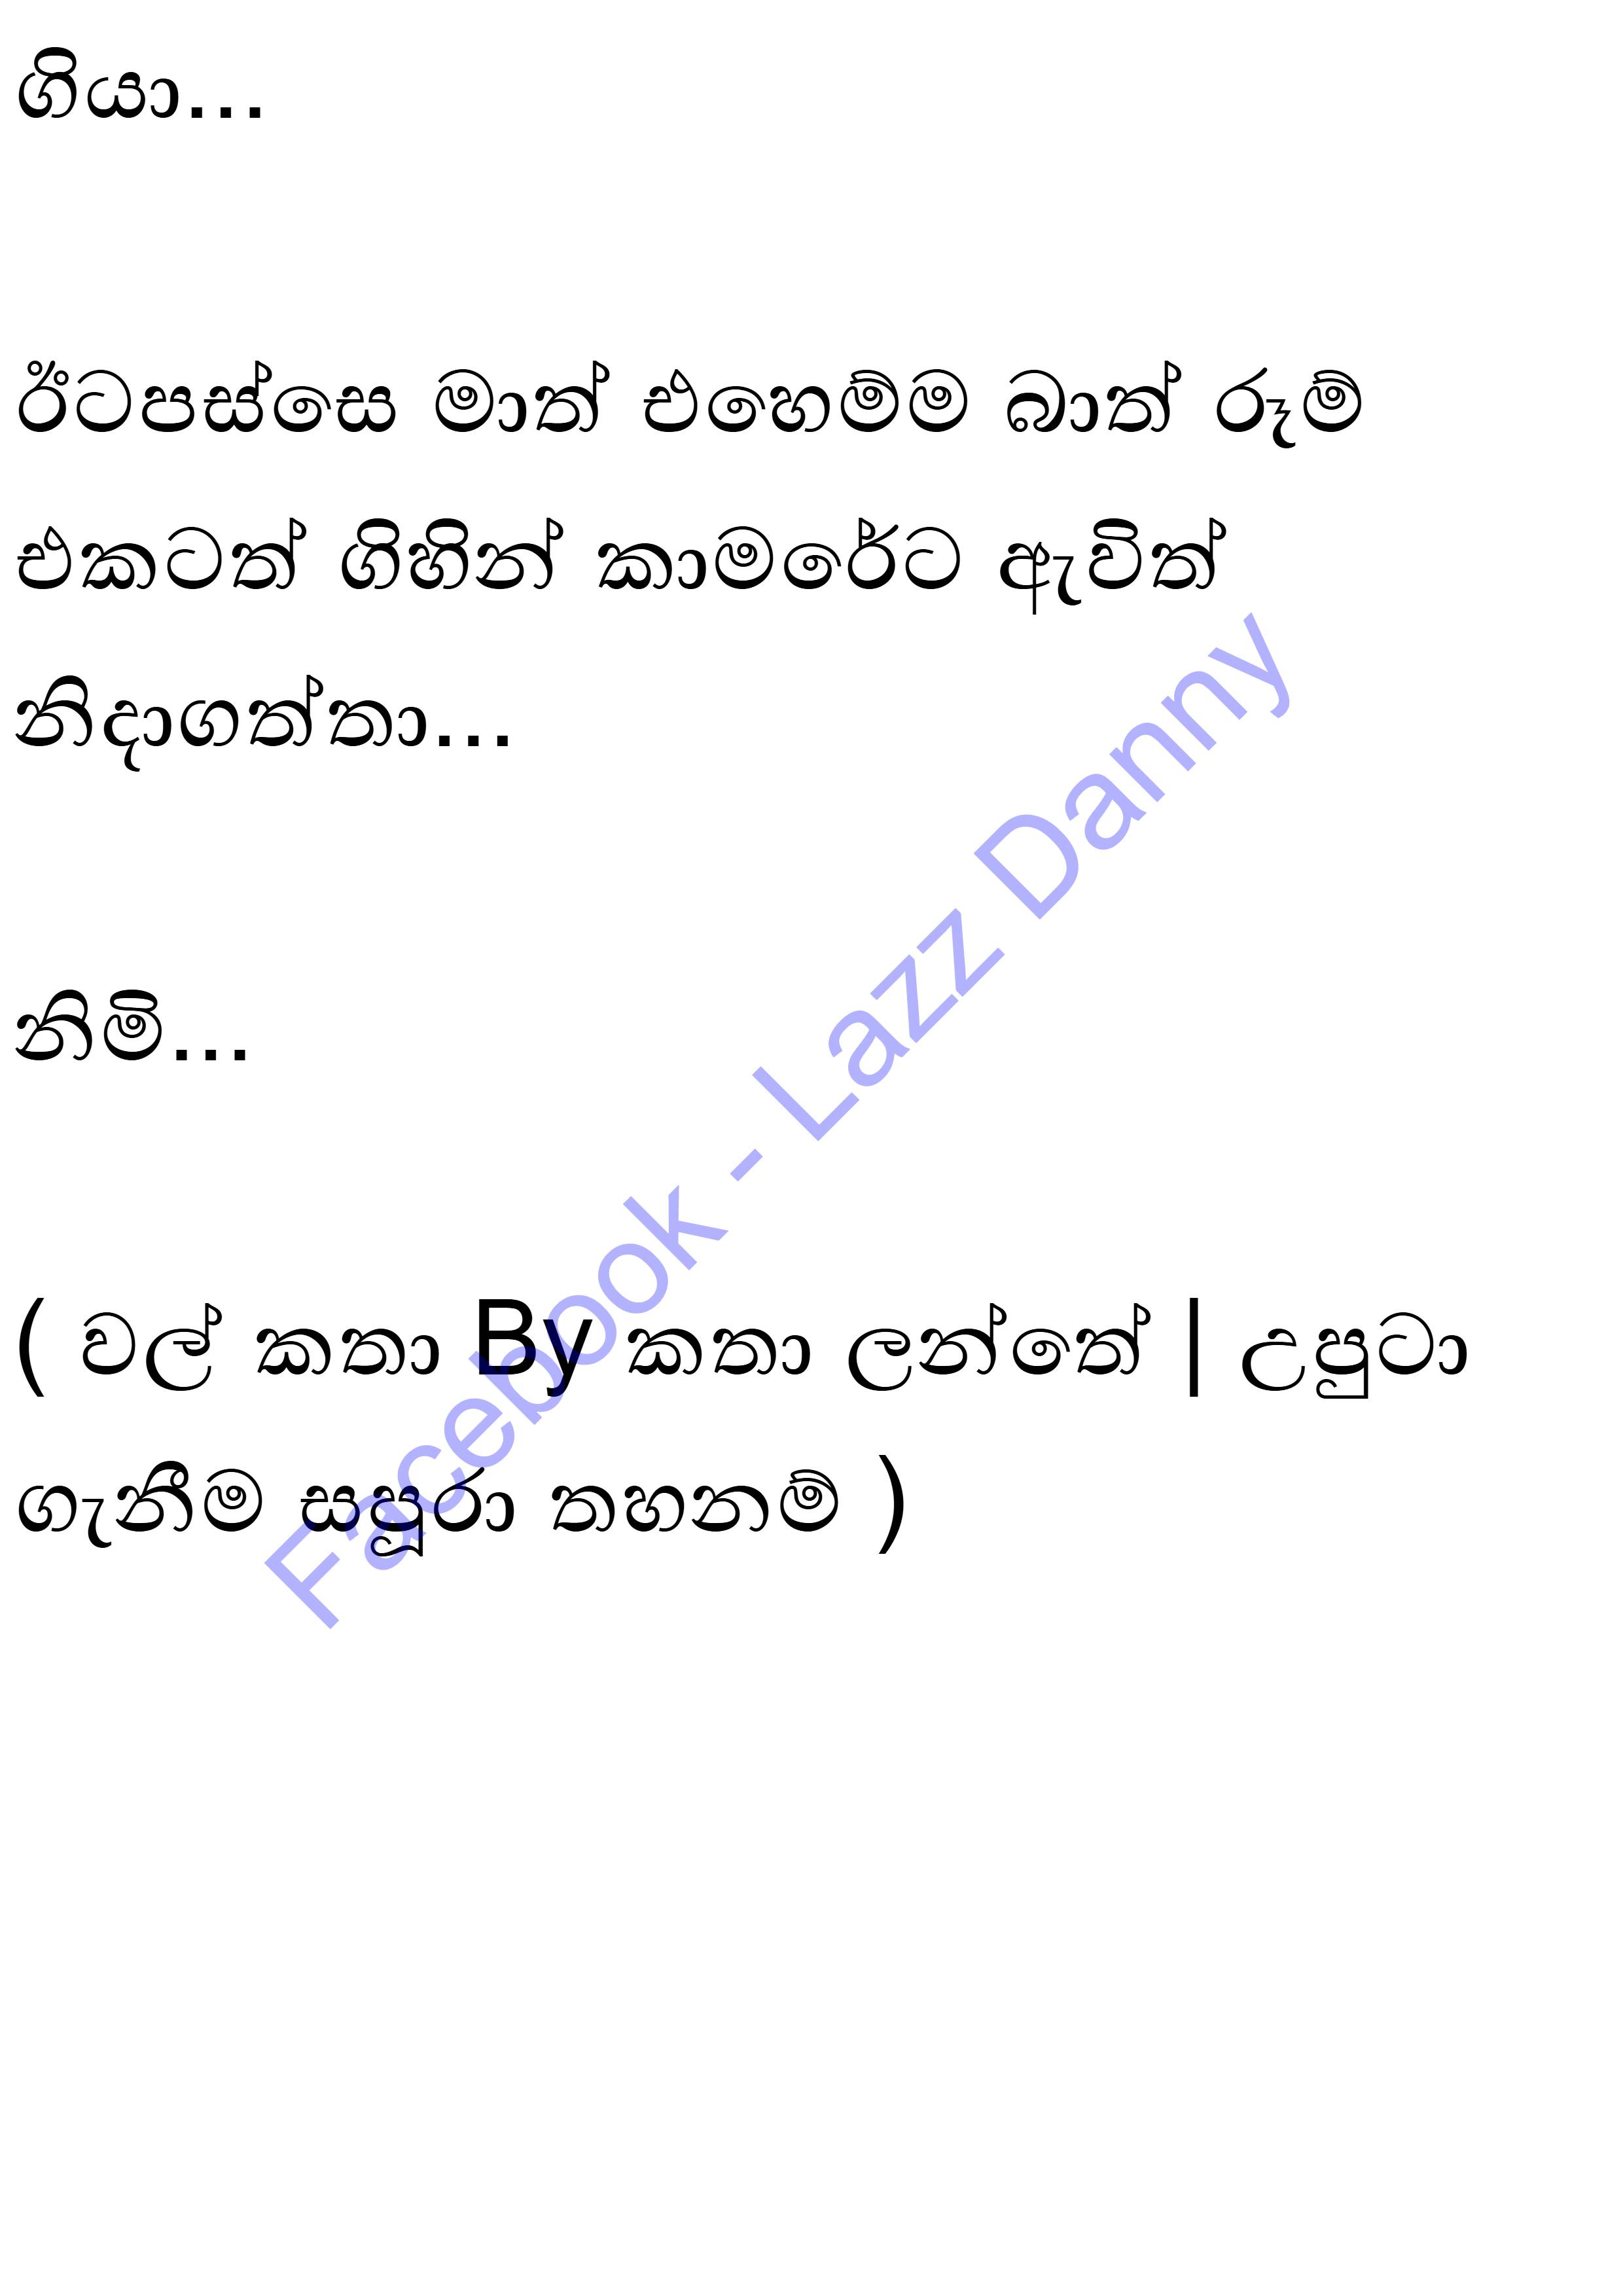 ගියා...
ඊටපස්සෙ මාත් එහෙම්ම බාත් රූම්
එකටත් ගිහිත් කාමරේට ඇවිත්
නිදාගත්තා...
නිමි...
( වල් කතා By කතා ලන්තේ | උපුටා
ගැනීම සපූරා තහනම් )
Facebook - Lazz Danny